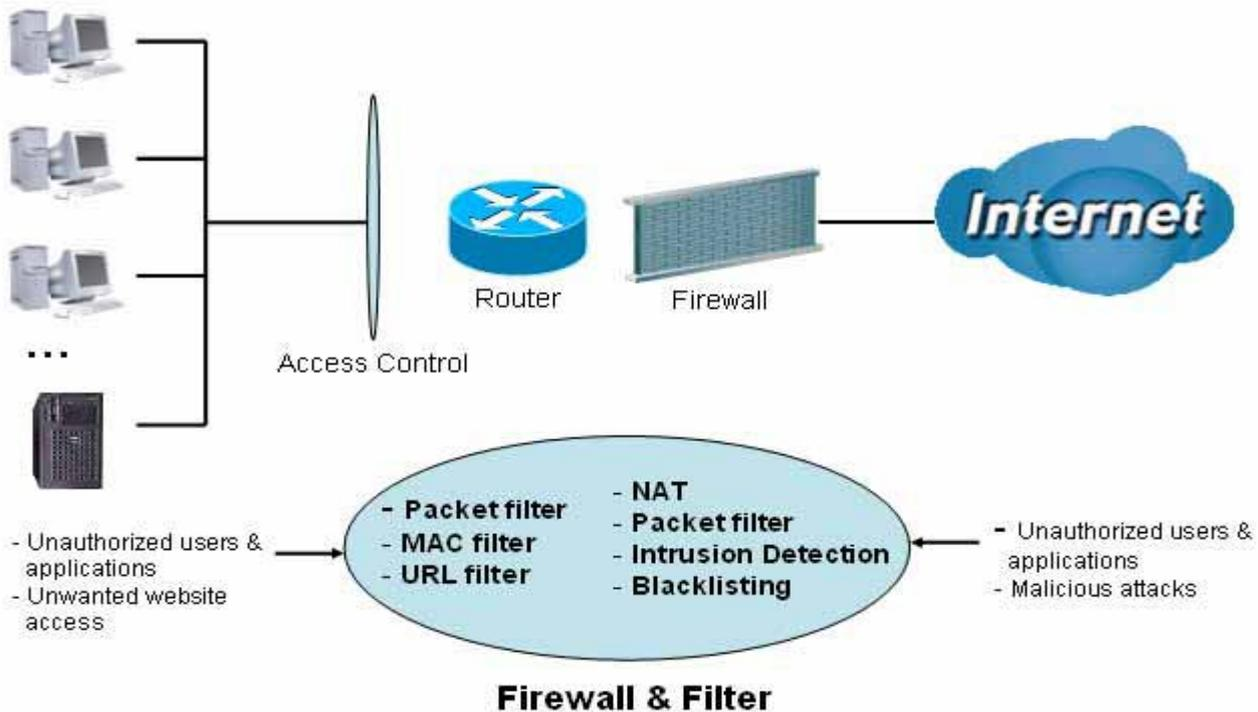 Internet
Router
Firewall
...
Access Control
- Packet filter
- MAC filter
- URL filter
- NAT
- Packet filter
- Intrusion Detection
- Blacklisting
- Unauthorized users &
applications
- Unwanted website
access
- Unauthorized users &
applications
- Malicious attacks
Firewall & Filter